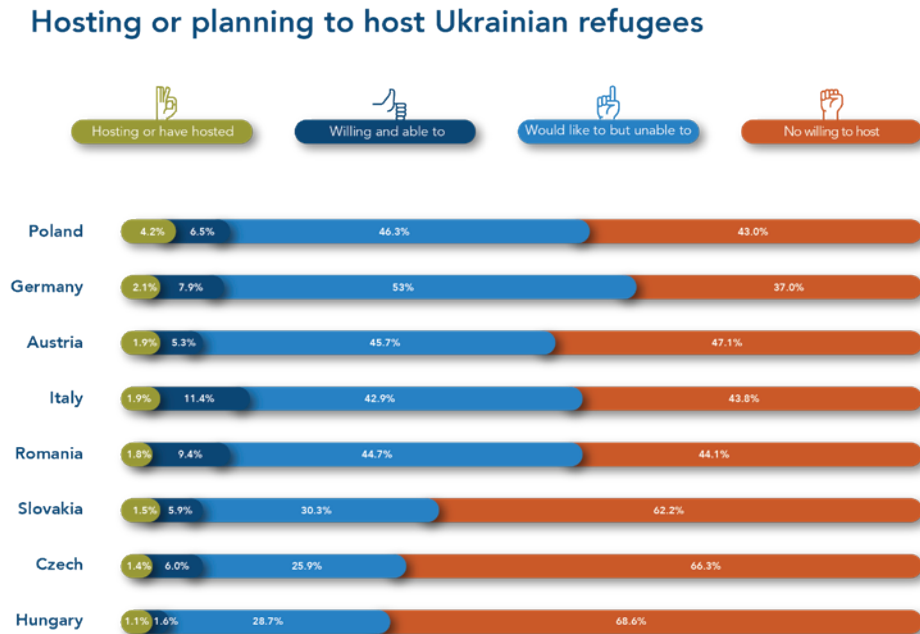 Hosting or planning to host Ukrainian refugees
Hosting or have hosted Willing and able to Would like to but unable to No willing to host
Poland 4.2% 6.5% 46.3% 43.0%
Germany 2.1% 7.9% 53% 37.0%
Austria 1.9% 5.3% 45.7% 47.1%
Italy 1.9% 11.4% 42.9% 43.8%
Romania 1.8% 9.4% 44.7% 44.1%
Slovakia 1.5% 5.9% 30.3% 62.2%
Czech 1.4% 6.0% 25.9% 66.3%
Hungary 1.1% 1.6% 28.7% 68.6%